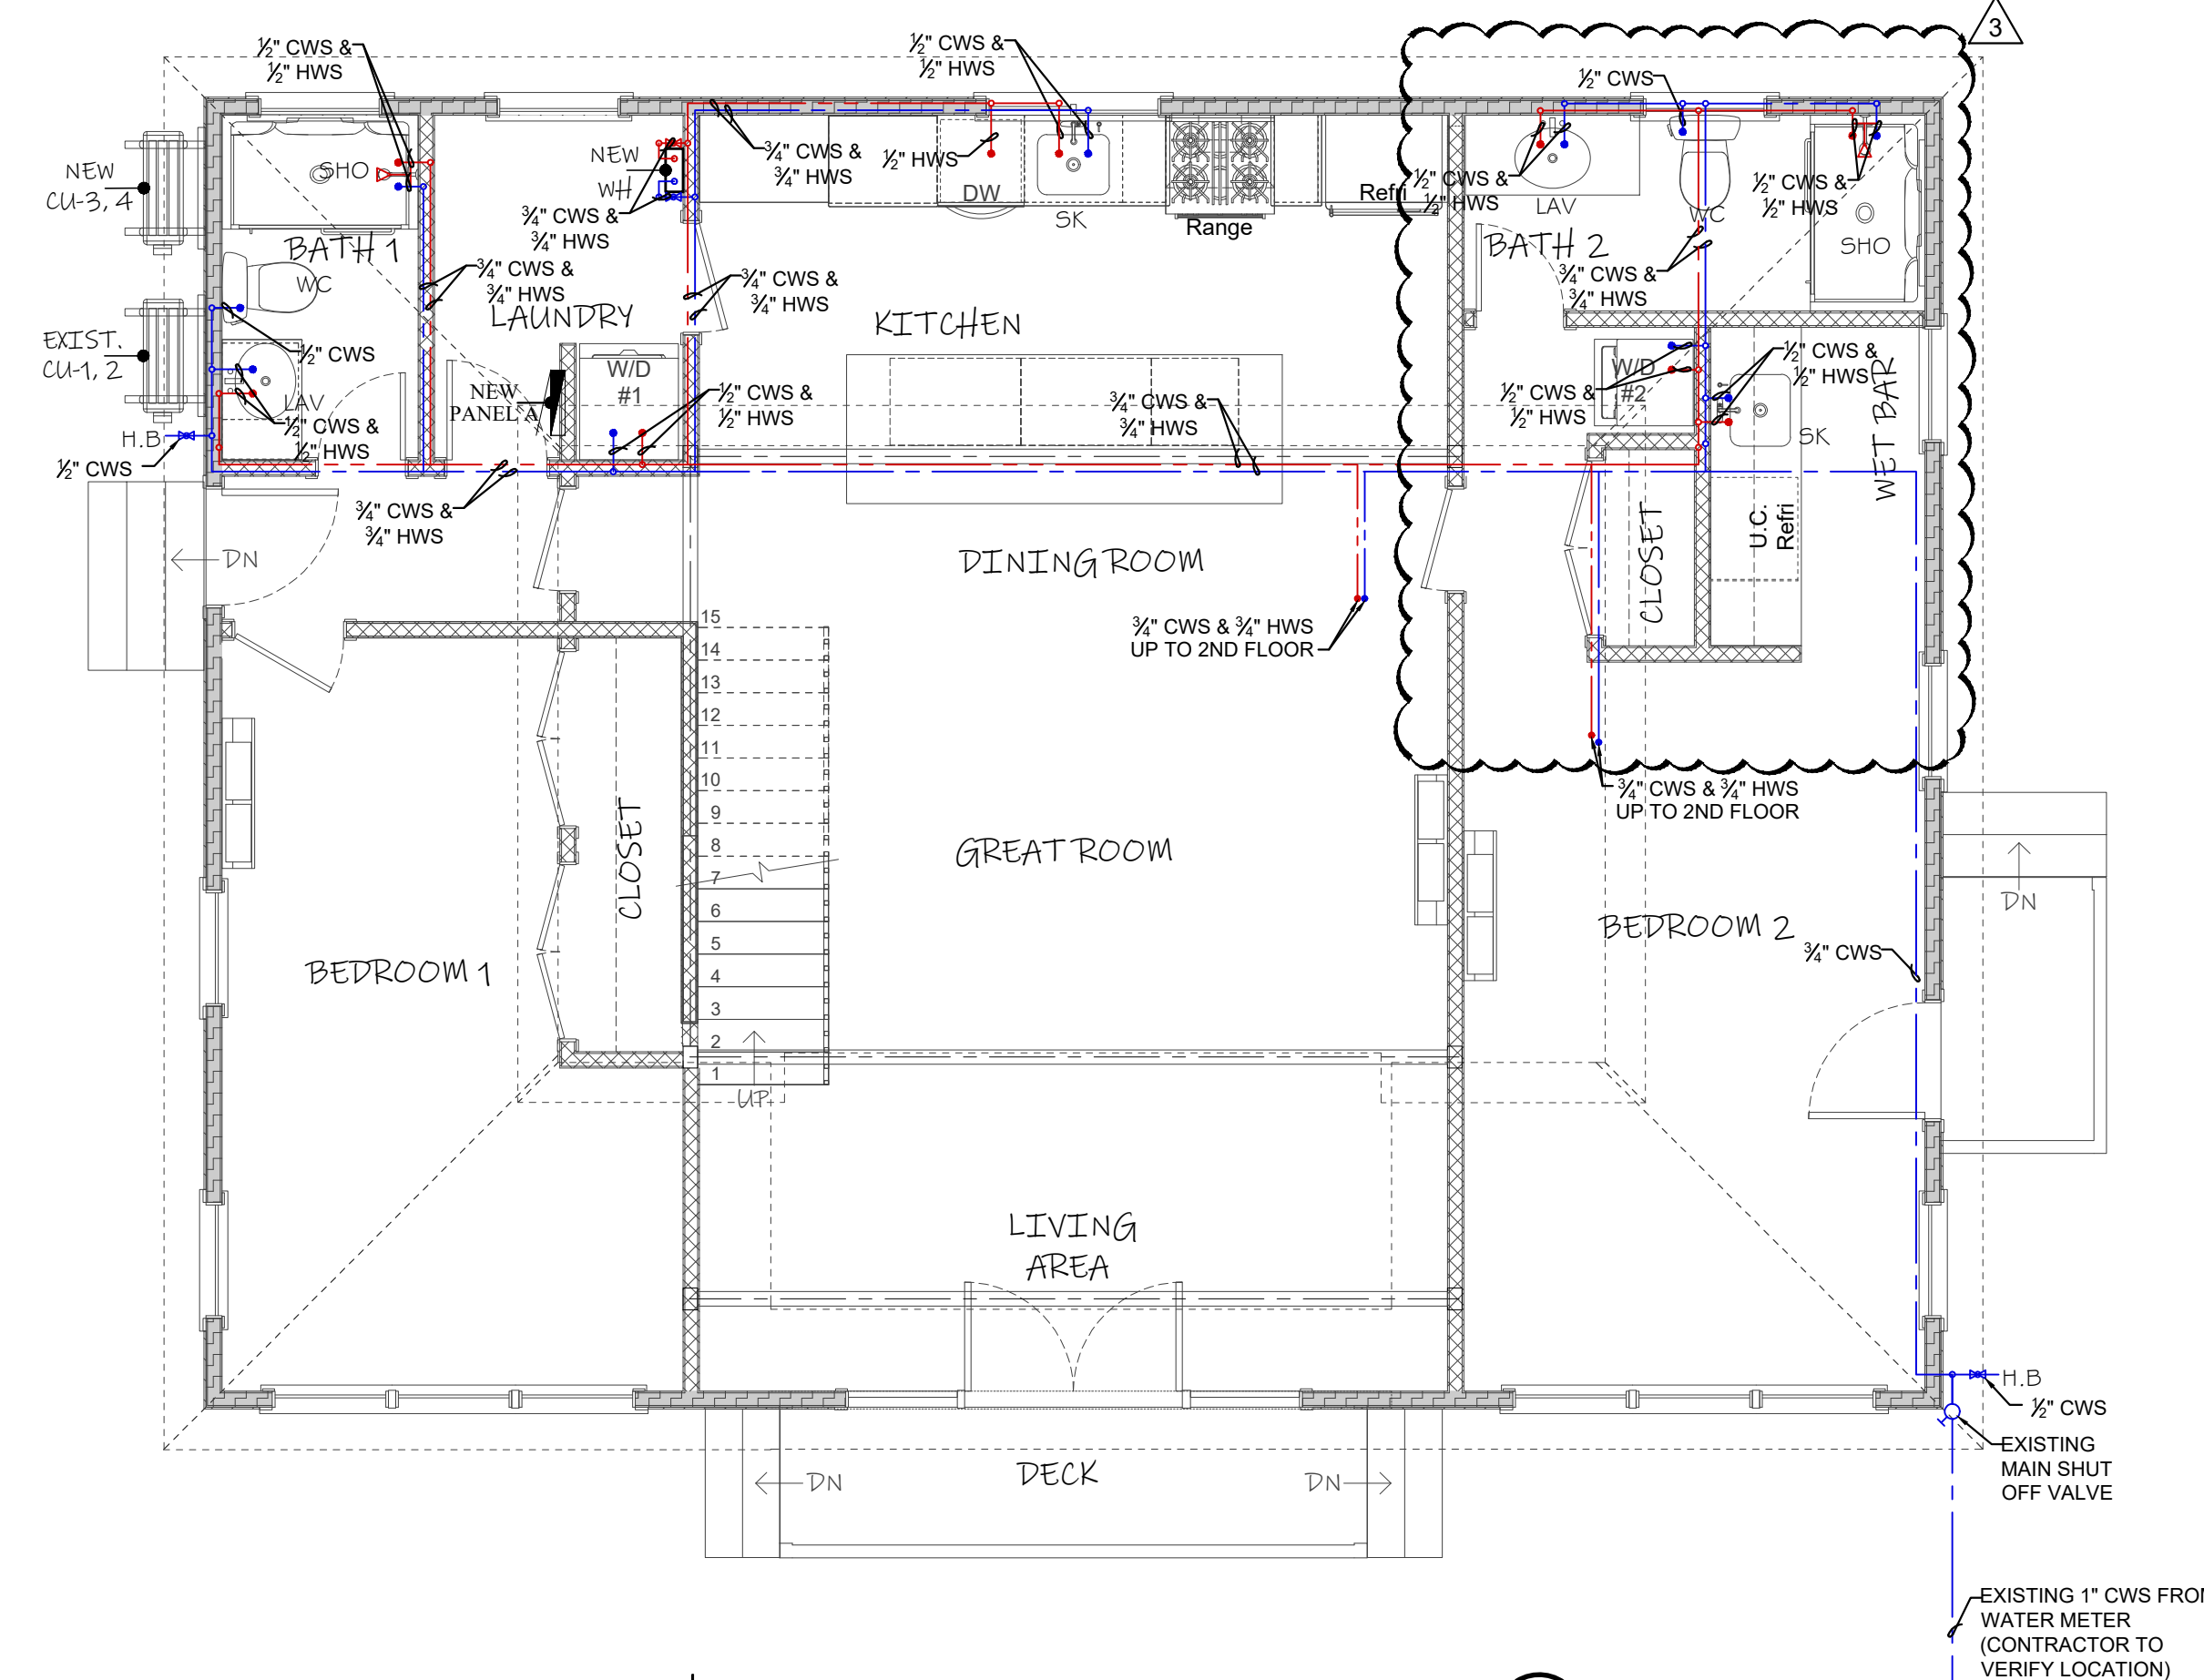 3
½" CWS &
½" HWS
½" CWS &
½" HWS
½" CWS
NEW
CU-3, 4
SHO
NEW
WH
¾" CWS &
¾" HWS
¾" CWS &
¾" HWS
½" HWS
DW
SK
Range
Refri
½" CWS &
½" HWS
LAV
WC
½" CWS &
½" HWS
SHO
BATH 1
WC
¾" CWS &
¾" HWS
LAUNDRY
¾" CWS &
¾" HWS
KITCHEN
BATH 2
¾" CWS &
¾" HWS
EXIST.
CU-1, 2
½" CWS
LAV
½" CWS &
½" HWS
H.B
½" CWS
NEW
PANEL A
W/D
#1
½" CWS &
½" HWS
¾" CWS &
¾" HWS
½" CWS &
½" HWS
W/D
#2
½" CWS &
½" HWS
SK
WET BAR
¾" CWS &
¾" HWS
DN
DINING ROOM
CLOSET
U.C.
Refri
¾" CWS & ¾" HWS
UP TO 2ND FLOOR
15
14
13
12
11
10
9
8
7
6
5
4
3
2
1
UP
CLOSET
¾" CWS & ¾" HWS
UP TO 2ND FLOOR
GREAT ROOM
BEDROOM 1
BEDROOM 2
¾" CWS
DN
LIVING
AREA
H.B
½" CWS
EXISTING
MAIN SHUT
OFF VALVE
DN
DECK
DN
EXISTING 1" CWS FROM
WATER METER
(CONTRACTOR TO
VERIFY LOCATION)